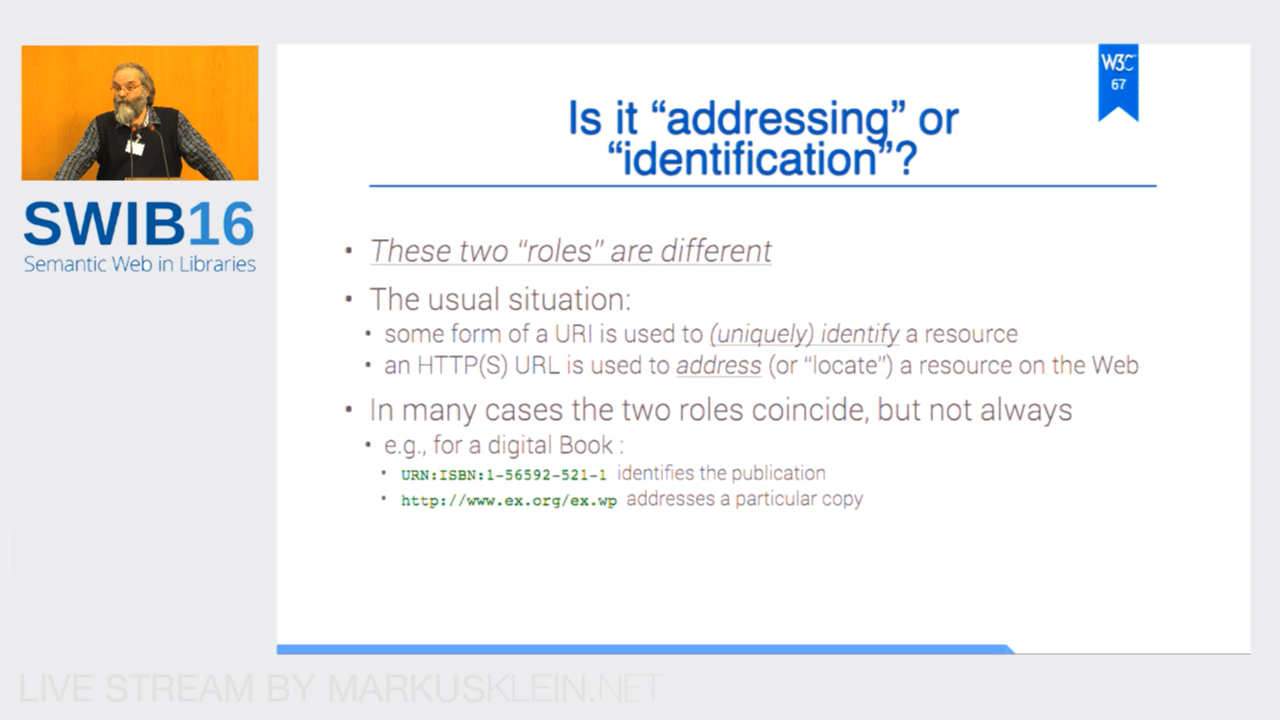 W3C
67
Is it “addressing” or
“identification”?
SWIB16
Semantic Web in Libraries
• These two “roles” are different
• The usual situation:
• some form of a URI is used to (uniquely) identify a resource
• an HTTP(S) URL is used to address (or “locate”) a resource on the Web
• In many cases the two roles coincide, but not always
• e.g., for a digital Book :
• URN:ISBN:1-56592-521-1 identifies the publication
• http://www.ex.org/ex.wp addresses a particular copy
LIVE STREAM BY MARKUSKLEIN.NET